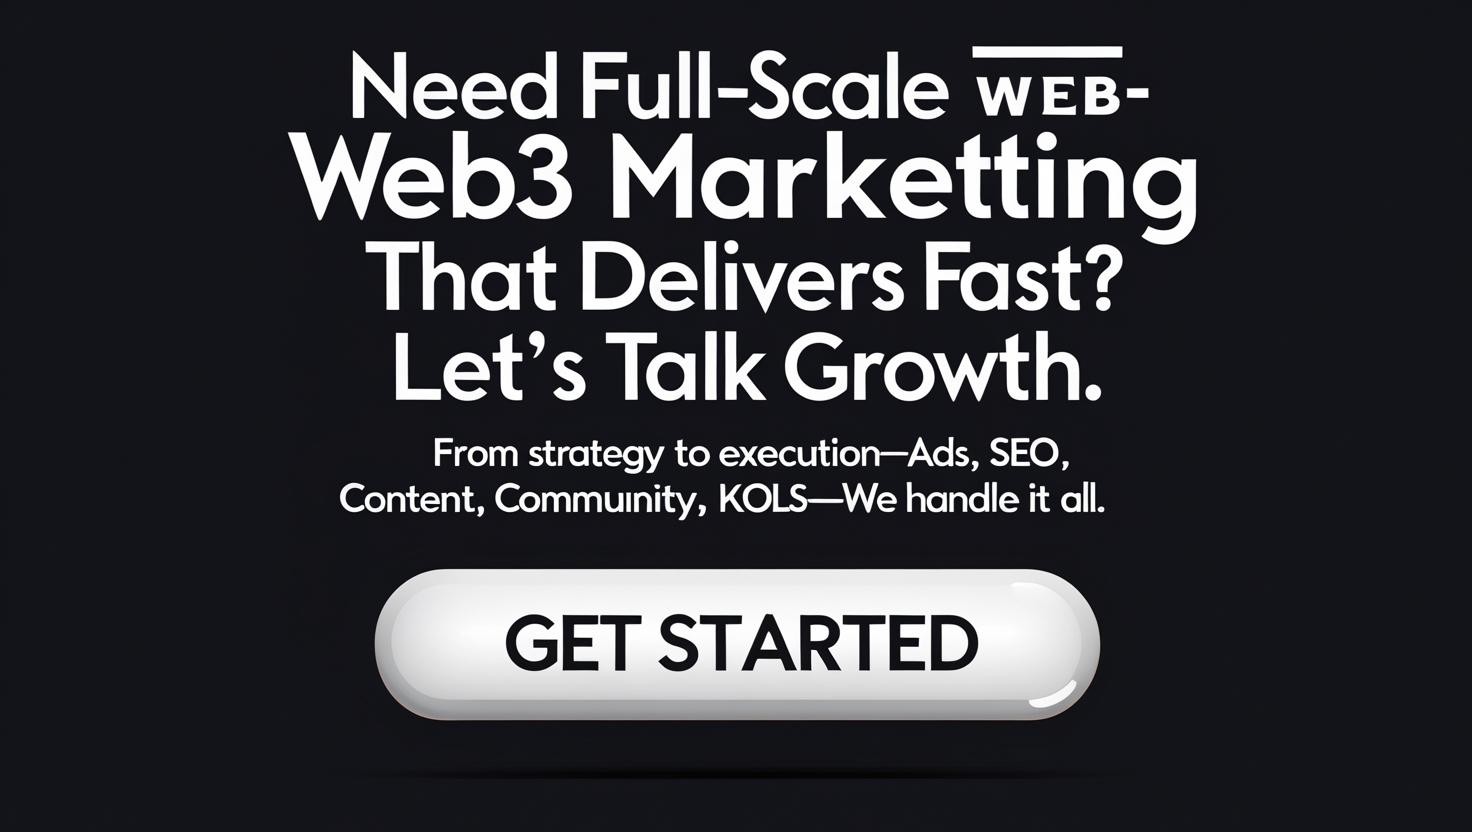 Need Full-Scale WEB-
Web3 Marketting
That Delivers Fast?
Let's Talk Growth.
From strategy to execution—Ads, SEO,
Content, Commuınity, KOLS—We handle it all.
GET STARTED